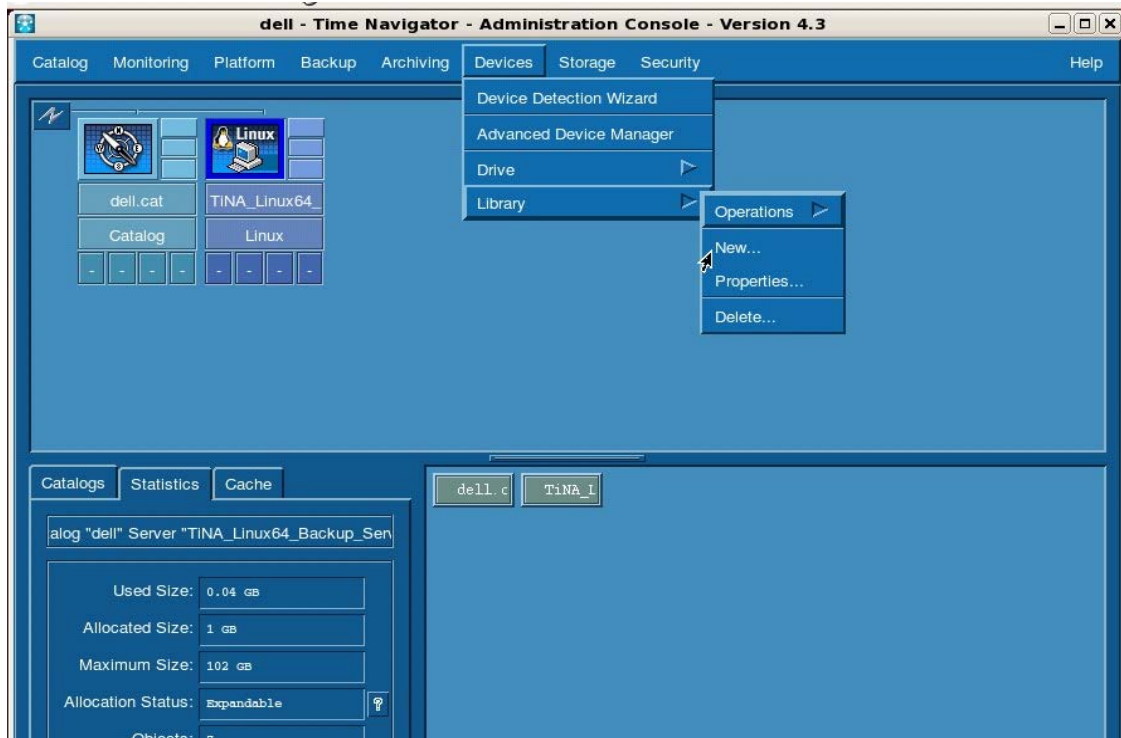 dell - Time Navigator - Administration Console - Version 4.3
Catalog Monitoring Platform Backup Archiving Devices Storage Security Help
Device Detection Wizard
Advanced Device Manager
Drive
Library
Operations
New...
Properties...
Delete...
Linux
dell.cat TiNA_Linux64_
Catalog Linux
- - - - - - - -
Catalogs Statistics Cache
dell.c TiNA_L
alog "dell" Server "TiNA_Linux64_Backup_Serv
Used Size: 0.04 GB
Allocated Size: 1 GB
Maximum Size: 102 GB
Allocation Status: Expandable ?
Objects: